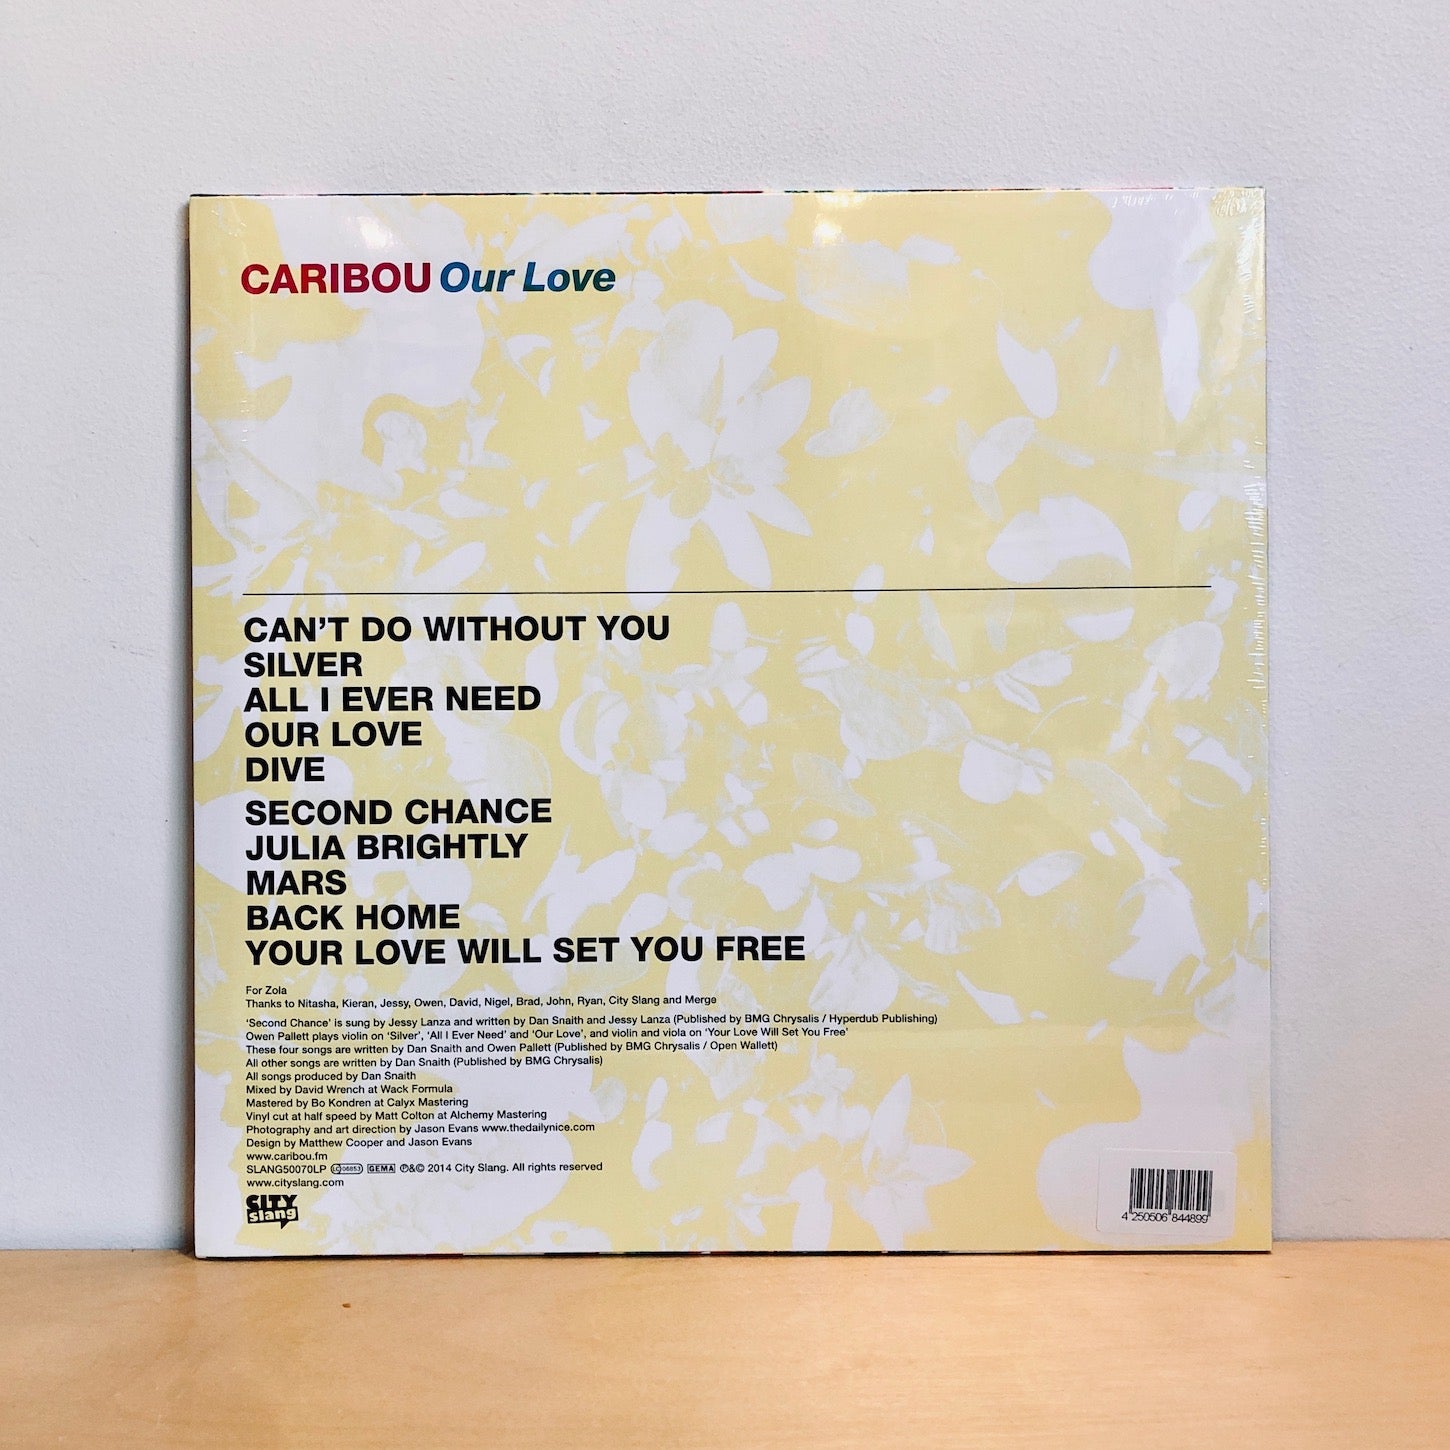 CARIBOU Our Love
CAN'T DO WITHOUT YOU
SILVER
ALL I EVER NEED
OUR LOVE
DIVE
SECOND CHANCE
JULIA BRIGHTLY
MARS
BACK HOME
YOUR LOVE WILL SET YOU FREE
For Zola
Thanks to Nitasha, Kieran, Jessy, Owen, David, Nigel, Brad, John, Ryan, City Slang and Merge
‘Second Chance’ is sung by Jessy Lanza and written by Dan Snaith and Jessy Lanza (Published by BMG Chrysalis / Hyperdub Publishing)
Owen Pallett plays violin on ‘Silver’, ‘All I Ever Need’ and ‘Our Love’, and violin and viola on ‘Your Love Will Set You Free’
These four songs are written by Dan Snaith and Owen Pallett (Published by BMG Chrysalis / Open Wallett)
All other songs are written by Dan Snaith (Published by BMG Chrysalis)
All songs produced by Dan Snaith
Mixed by David Wrench at Wack Formula
Mastered by Bo Kondren at Calyx Mastering
Vinyl cut at half speed by Matt Colton at Alchemy Mastering
Photography and art direction by Jason Evans www.thedailynice.com
Design by Matthew Cooper and Jason Evans
www.caribou.fm
SLANG50070LP LC 06853 GEMA ℗&© 2014 City Slang. All rights reserved
www.cityslang.com
CITY
slang
4 250506 844899